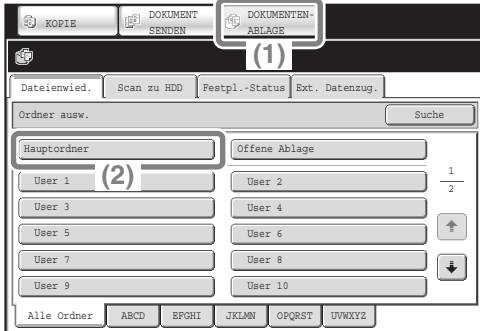 KOPIE
DOKUMENT
SENDEN
DOKUMENTEN-
ABLAGE
(1)
Dateienwied.
Scan zu HDD
Festpl.-Status
Ext. Datenzug.
Ordner ausw.
Suche
Hauptordner
Offene Ablage
(2)
1
2
User 1
User 2
User 3
User 4
User 5
User 6
User 7
User 8
User 9
User 10
Alle Ordner
ABCD
EFGHI
JKLMN
OPQRST
UVWXYZ